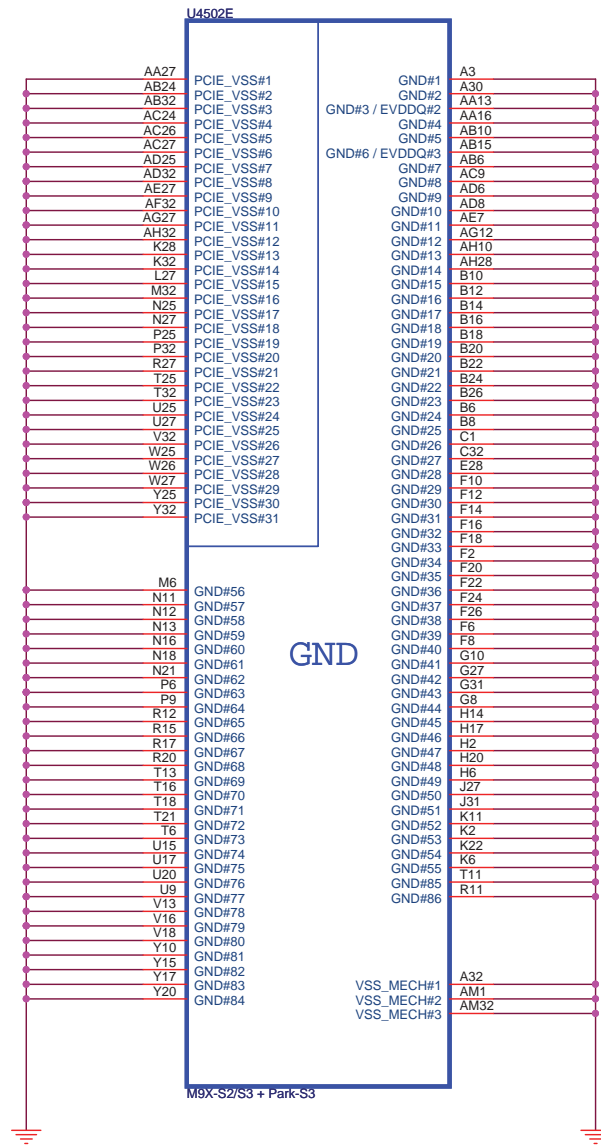 U4502E
AA27 PCIE_VSS#1
AB24 PCIE_VSS#2
AB32 PCIE_VSS#3
AC24 PCIE_VSS#4
AC26 PCIE_VSS#5
AC27 PCIE_VSS#6
AD25 PCIE_VSS#7
AD32 PCIE_VSS#8
AE27 PCIE_VSS#9
AF32 PCIE_VSS#10
AG27 PCIE_VSS#11
AH32 PCIE_VSS#12
K28 PCIE_VSS#13
K32 PCIE_VSS#14
L27 PCIE_VSS#15
M32 PCIE_VSS#16
N25 PCIE_VSS#17
N27 PCIE_VSS#18
P25 PCIE_VSS#19
P32 PCIE_VSS#20
R27 PCIE_VSS#21
T25 PCIE_VSS#22
T32 PCIE_VSS#23
U25 PCIE_VSS#24
U27 PCIE_VSS#25
V32 PCIE_VSS#26
W25 PCIE_VSS#27
W26 PCIE_VSS#28
W27 PCIE_VSS#29
Y25 PCIE_VSS#30
Y32 PCIE_VSS#31
M6 GND#56
N11 GND#57
N12 GND#58
N13 GND#59
N16 GND#60
N18 GND#61
N21 GND#62
P6 GND#63
P9 GND#64
R12 GND#65
R15 GND#66
R17 GND#67
R20 GND#68
T13 GND#69
T16 GND#70
T18 GND#71
T21 GND#72
T6 GND#73
U15 GND#74
U17 GND#75
U20 GND#76
U9 GND#77
V13 GND#78
V16 GND#79
V18 GND#80
Y10 GND#81
Y15 GND#82
Y17 GND#83
Y20 GND#84
GND
GND#1 A3
GND#2 A30
GND#3 / EVDDQ#2 AA13
GND#4 AA16
GND#5 AB10
GND#6 / EVDDQ#3 AB15
GND#7 AB6
GND#8 AC9
GND#9 AD6
GND#10 AD8
GND#11 AE7
GND#12 AG12
GND#13 AH10
GND#14 AH28
GND#15 B10
GND#16 B12
GND#17 B14
GND#18 B16
GND#19 B18
GND#20 B20
GND#21 B22
GND#22 B24
GND#23 B26
GND#24 B6
GND#25 B8
GND#26 C1
GND#27 C32
GND#28 E28
GND#29 F10
GND#30 F12
GND#31 F14
GND#32 F16
GND#33 F18
GND#34 F2
GND#35 F20
GND#36 F22
GND#37 F24
GND#38 F26
GND#39 F6
GND#40 F8
GND#41 G10
GND#42 G27
GND#43 G31
GND#44 G8
GND#45 H14
GND#46 H17
GND#47 H2
GND#48 H20
GND#49 H6
GND#50 J27
GND#51 J31
GND#52 K11
GND#53 K2
GND#54 K22
GND#55 K6
GND#85 T11
GND#86 R11
VSS_MECH#1 A32
VSS_MECH#2 AM1
VSS_MECH#3 AM32
M9X-S2/S3 + Park-S3